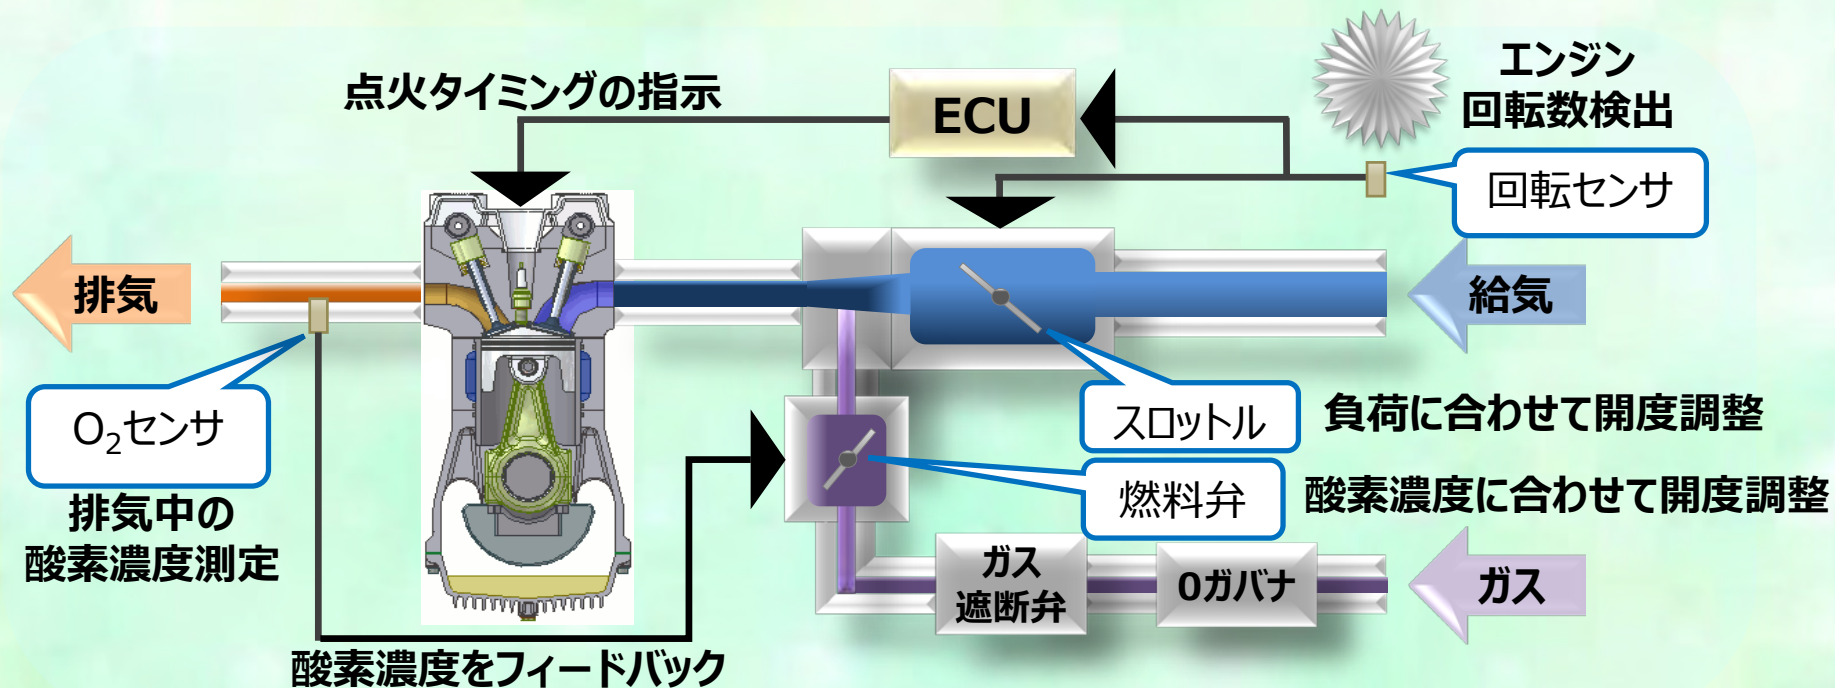 点火タイミングの指示
ECU
エンジン
回転数検出
回転センサ
排気
給気
O₂センサ
排気中の
酸素濃度測定
スロットル
負荷に合わせて開度調整
燃料弁
酸素濃度に合わせて開度調整
ガス
遮断弁
0ガバナ
ガス
酸素濃度をフィードバック